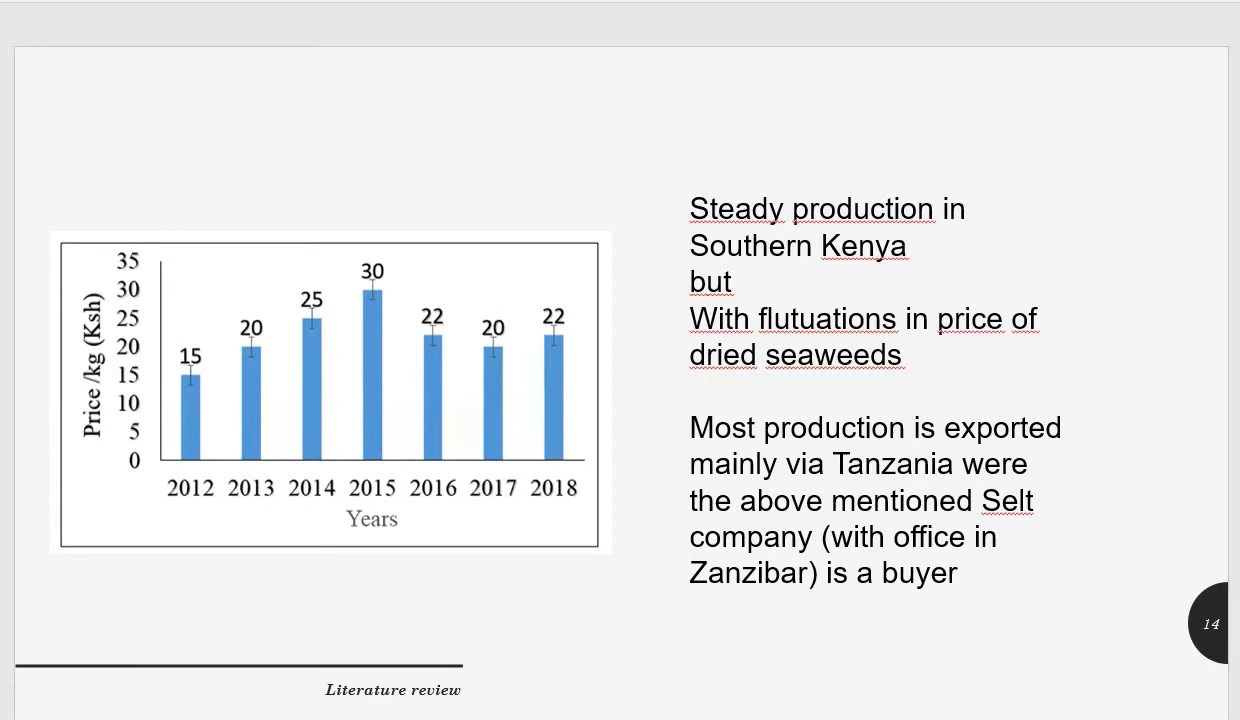 35
30
25
20
15
10
5
0
Price /kg (Ksh)
15
20
25
30
22
20
22
2012 2013 2014 2015 2016 2017 2018
Years
Steady production in
Southern Kenya
but
With flutuations in price of
dried seaweeds
Most production is exported
mainly via Tanzania were
the above mentioned Selt
company (with office in
Zanzibar) is a buyer
14
Literature review